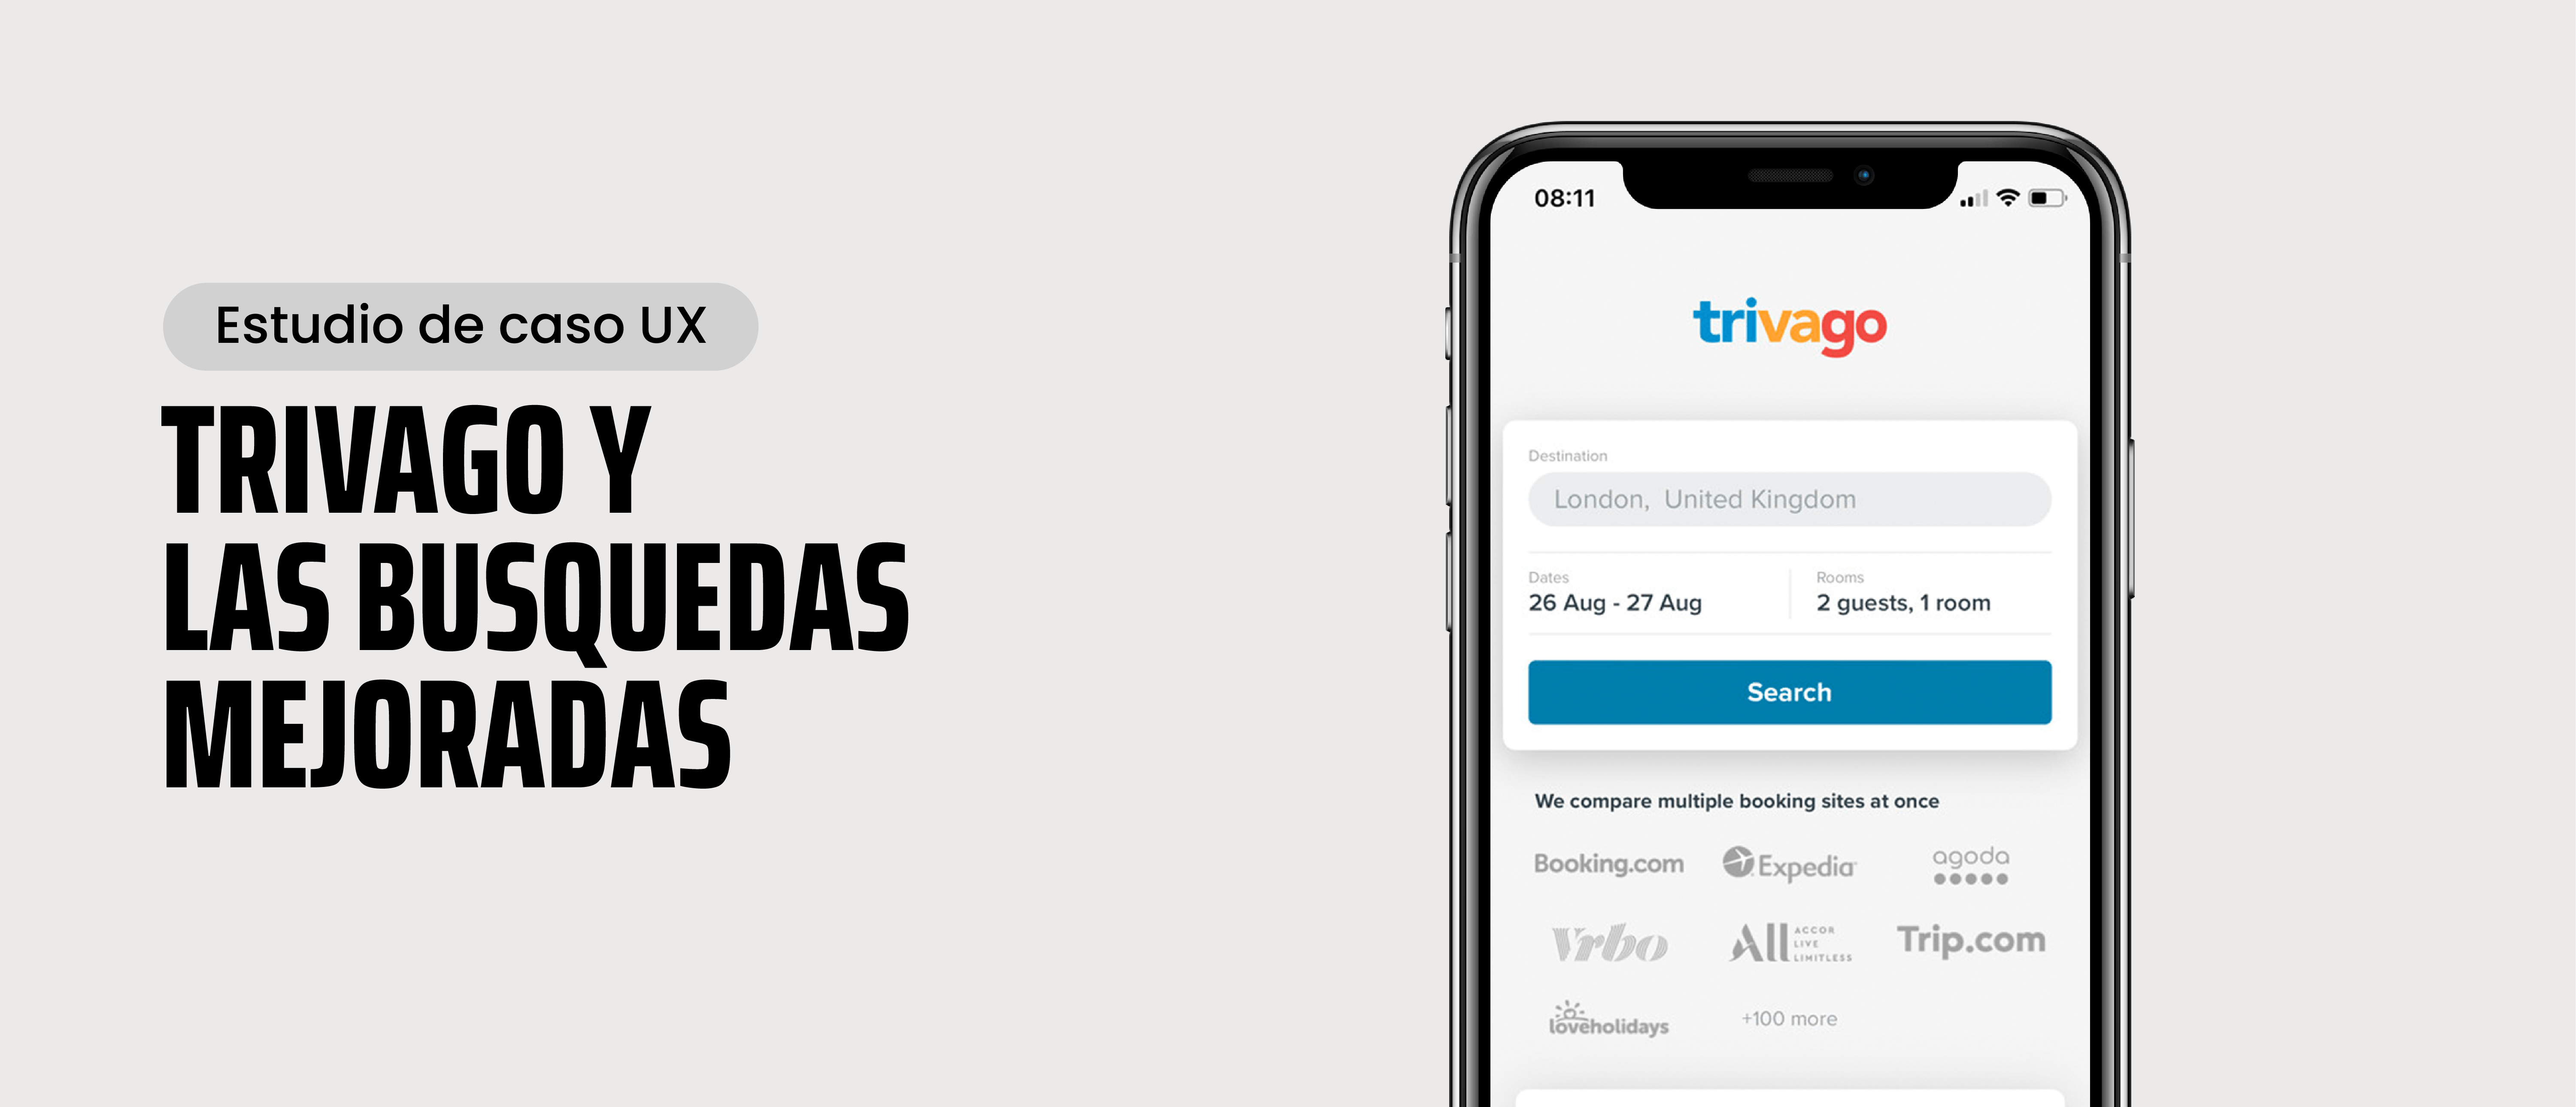 Estudio de caso UX
TRIVAGO Y
LAS BUSQUEDAS
MEJORADAS
08:11
trivago
Destination
London,  United Kingdom
Dates
26 Aug - 27 Aug
Rooms
2 guests, 1 room
Search
We compare multiple booking sites at once
Booking.com
Expedia
agoda
Vrbo
All ACCOR
LIVE
LIMITLESS
Trip.com
loveholidays
+100 more